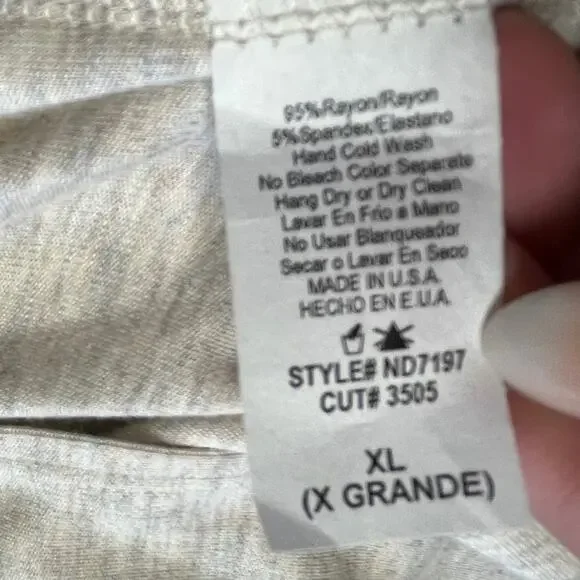 95%Rayon/Rayon
5%Spandex/Elastano
Hand Cold Wash
No Bleach Color Separate
Hang Dry or Dry Clean
Lavar En Frio a Mano
No Usar Blanqueador
Secar o Lavar En Seco
MADE IN U.S.A.
HECHO EN E.U.A.
STYLE# ND7197
CUT# 3505
XL
(X GRANDE)